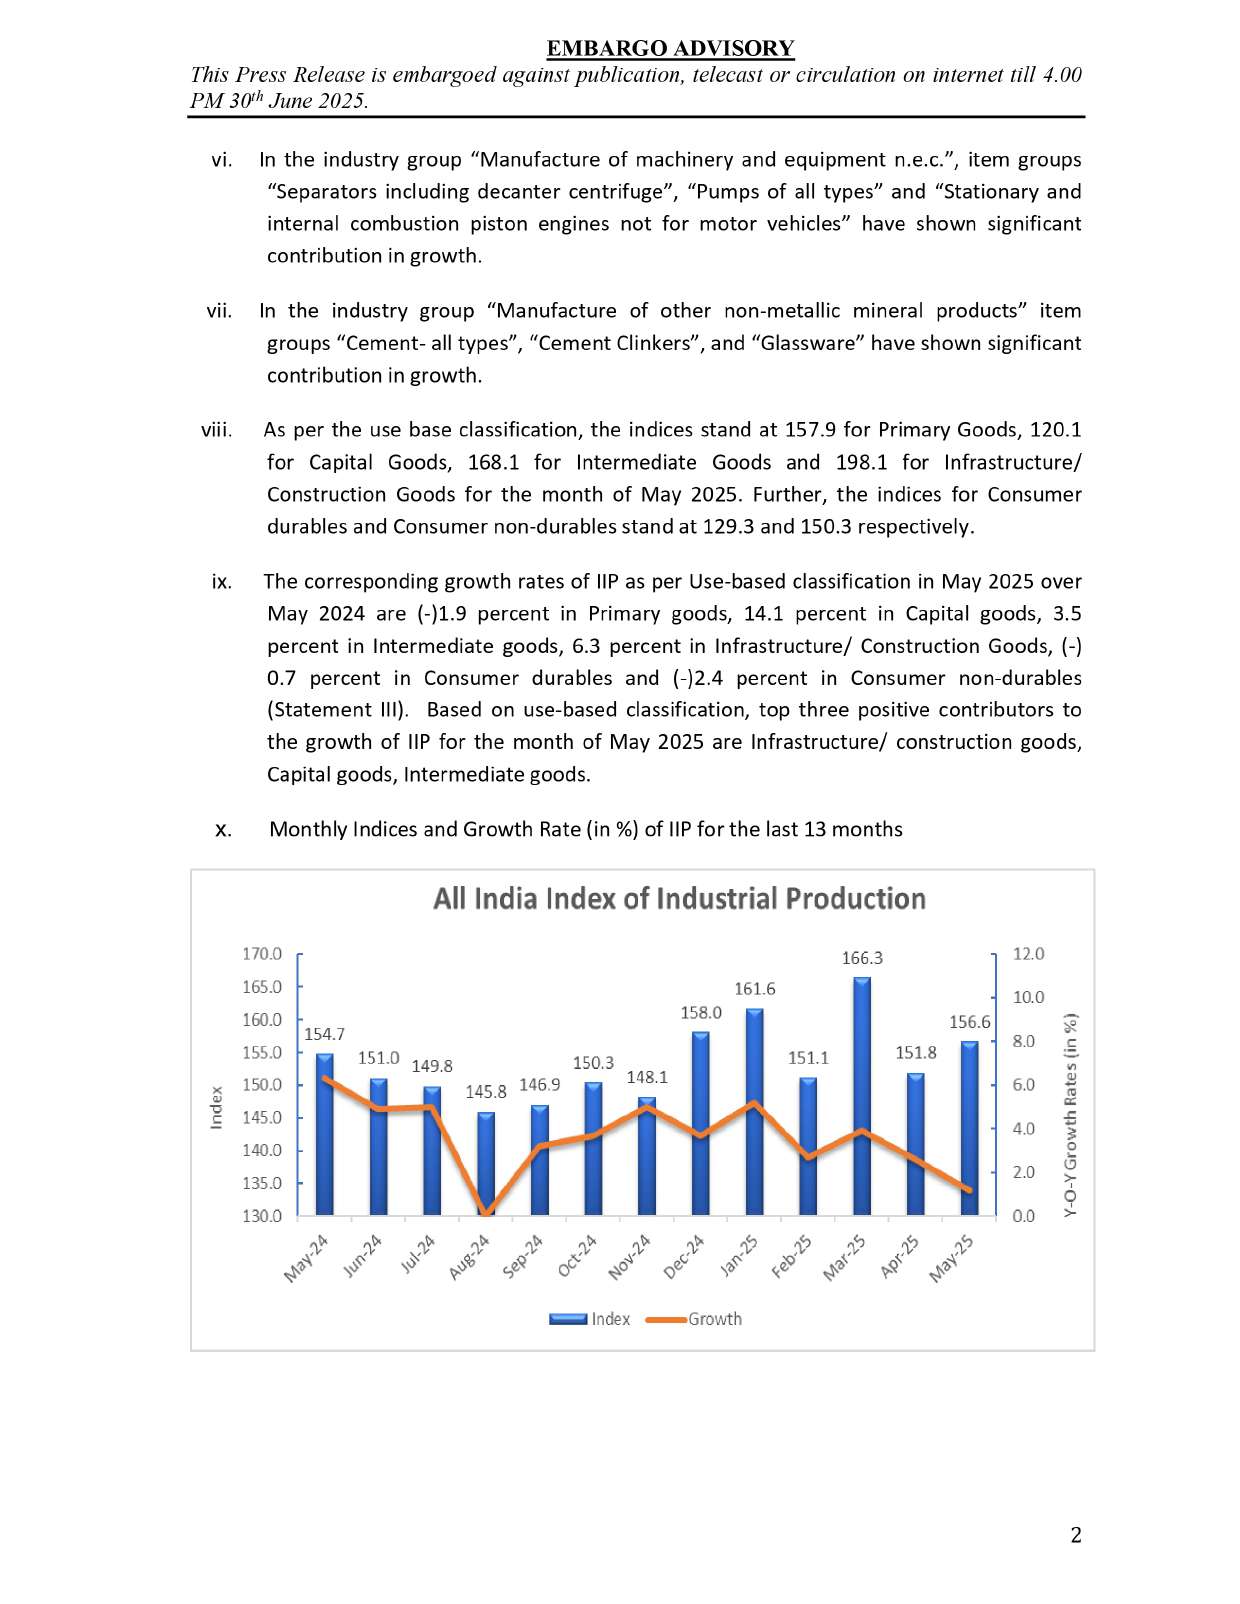 EMBARGO ADVISORY
This Press Release is embargoed against publication, telecast or circulation on internet till 4.00
PM 30th June 2025.
vi. In the industry group “Manufacture of machinery and equipment n.e.c.”, item groups
“Separators including decanter centrifuge”, “Pumps of all types” and “Stationary and
internal combustion piston engines not for motor vehicles” have shown significant
contribution in growth.
vii. In the industry group “Manufacture of other non-metallic mineral products” item
groups “Cement- all types”, “Cement Clinkers”, and “Glassware” have shown significant
contribution in growth.
viii. As per the use base classification, the indices stand at 157.9 for Primary Goods, 120.1
for Capital Goods, 168.1 for Intermediate Goods and 198.1 for Infrastructure/
Construction Goods for the month of May 2025. Further, the indices for Consumer
durables and Consumer non-durables stand at 129.3 and 150.3 respectively.
ix. The corresponding growth rates of IIP as per Use-based classification in May 2025 over
May 2024 are (-)1.9 percent in Primary goods, 14.1 percent in Capital goods, 3.5
percent in Intermediate goods, 6.3 percent in Infrastructure/ Construction Goods, (-)
0.7 percent in Consumer durables and (-)2.4 percent in Consumer non-durables
(Statement III). Based on use-based classification, top three positive contributors to
the growth of IIP for the month of May 2025 are Infrastructure/ construction goods,
Capital goods, Intermediate goods.
x. Monthly Indices and Growth Rate (in %) of IIP for the last 13 months
All India Index of Industrial Production
Index
170.0
165.0
160.0
155.0
150.0
145.0
140.0
135.0
130.0
154.7
151.0
149.8
145.8
146.9
150.3
148.1
158.0
161.6
151.1
166.3
151.8
156.6
12.0
10.0
8.0
6.0
4.0
2.0
0.0
Y-O-Y Growth Rates (in %)
May-24
Jun-24
Jul-24
Aug-24
Sep-24
Oct-24
Nov-24
Dec-24
Jan-25
Feb-25
Mar-25
Apr-25
May-25
Index
Growth
2